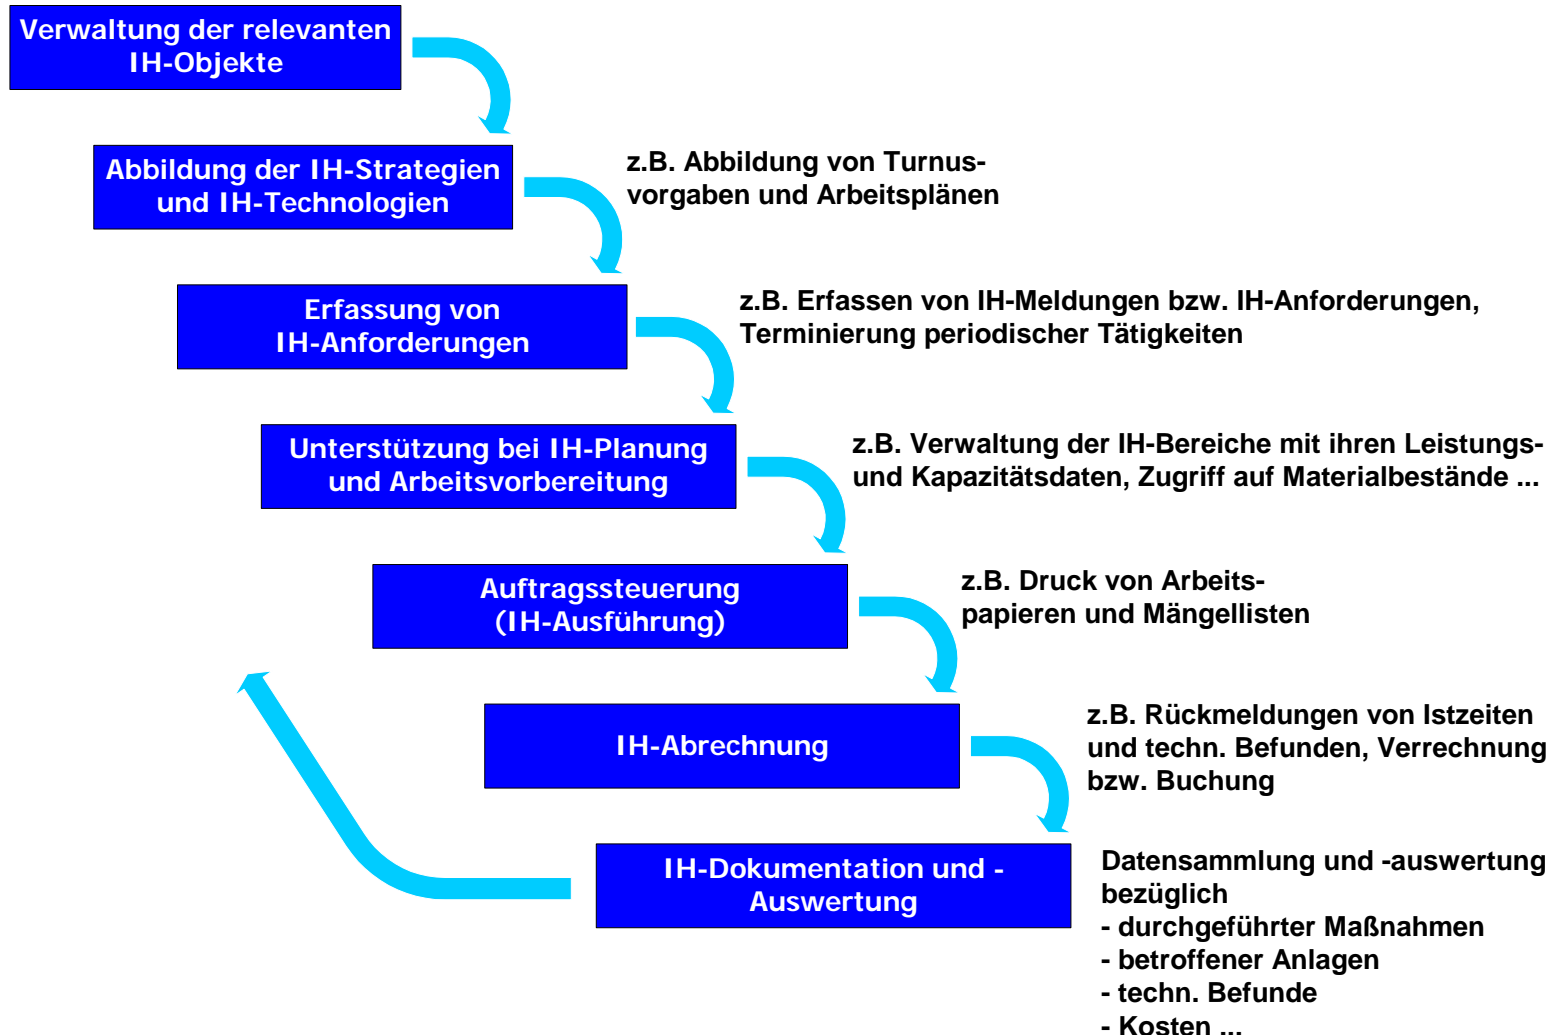 Verwaltung der relevanten
IH-Objekte
Abbildung der IH-Strategien
und IH-Technologien
z.B. Abbildung von Turnus-
vorgaben und Arbeitsplänen
Erfassung von
IH-Anforderungen
z.B. Erfassen von IH-Meldungen bzw. IH-Anforderungen,
Terminierung periodischer Tätigkeiten
Unterstützung bei IH-Planung
und Arbeitsvorbereitung
z.B. Verwaltung der IH-Bereiche mit ihren Leistungs-
und Kapazitätsdaten, Zugriff auf Materialbestände ...
Auftragssteuerung
(IH-Ausführung)
z.B. Druck von Arbeits-
papieren und Mängellisten
IH-Abrechnung
z.B. Rückmeldungen von Istzeiten
und techn. Befunden, Verrechnung
bzw. Buchung
IH-Dokumentation und -
Auswertung
Datensammlung und -auswertung
bezüglich
- durchgeführter Maßnahmen
- betroffener Anlagen
- techn. Befunde
- Kosten ...